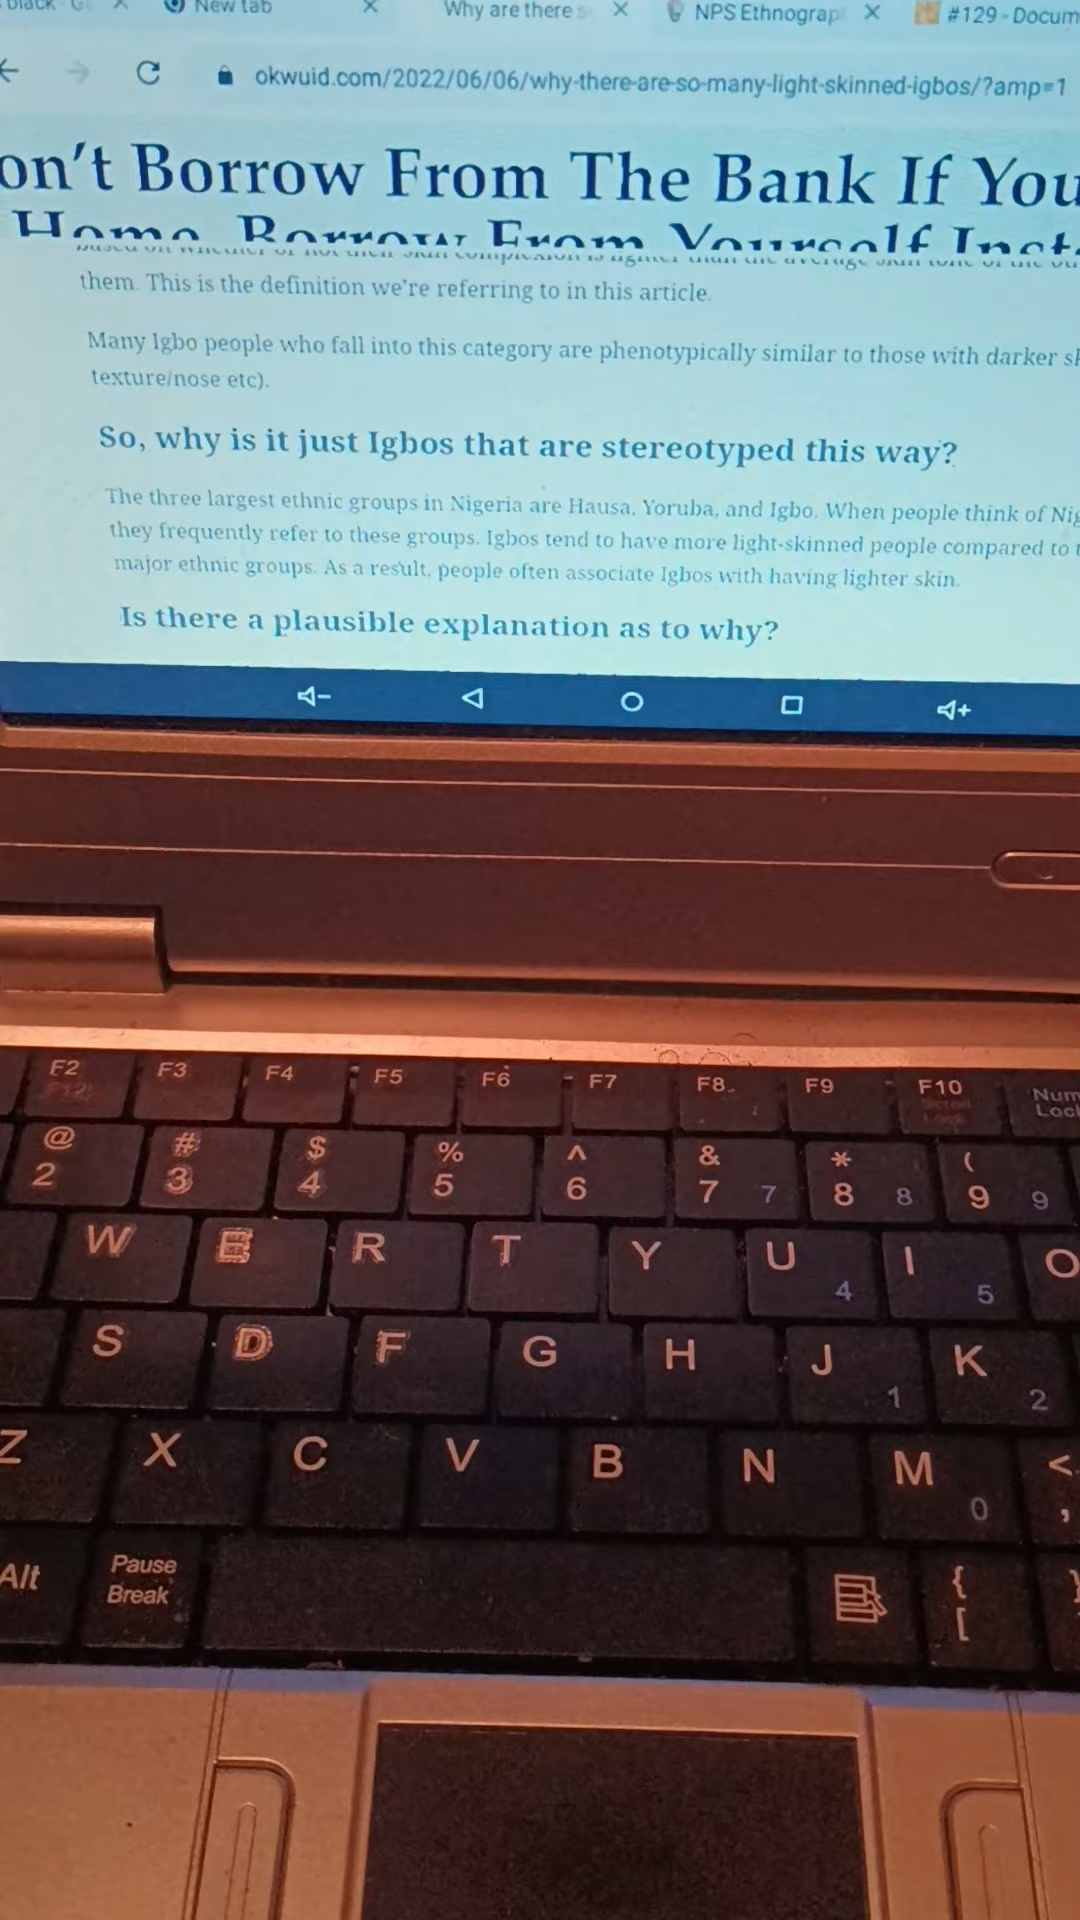 New tab
Why are there
NPS Ethnograp
#129 - Docum
okwuid.com/2022/06/06/why-there-are-so-many-light-skinned-igbos/?amp=1
on't Borrow From The Bank If You
Home, Borrow From Yourself Inst
them. This is the definition we're referring to in this article.
Many Igbo people who fall into this category are phenotypically similar to those with darker sk
texture/nose etc).
So, why is it just Igbos that are stereotyped this way?
The three largest ethnic groups in Nigeria are Hausa, Yoruba, and Igbo. When people think of Nig
they frequently refer to these groups. Igbos tend to have more light-skinned people compared to t
major ethnic groups. As a result, people often associate Igbos with having lighter skin.
Is there a plausible explanation as to why?
F2 F3 F4 F5 F6 F7 F8 F9 F10 Num
F12 Lock
@ # $ % ^ & * (
2 3 4 5 6 7 7 8 8 9 9
W E R T Y U 4 I 5 O
S D F G H J 1 K 2
Z X C V B N M 0 < ,
Alt Pause { [
Break